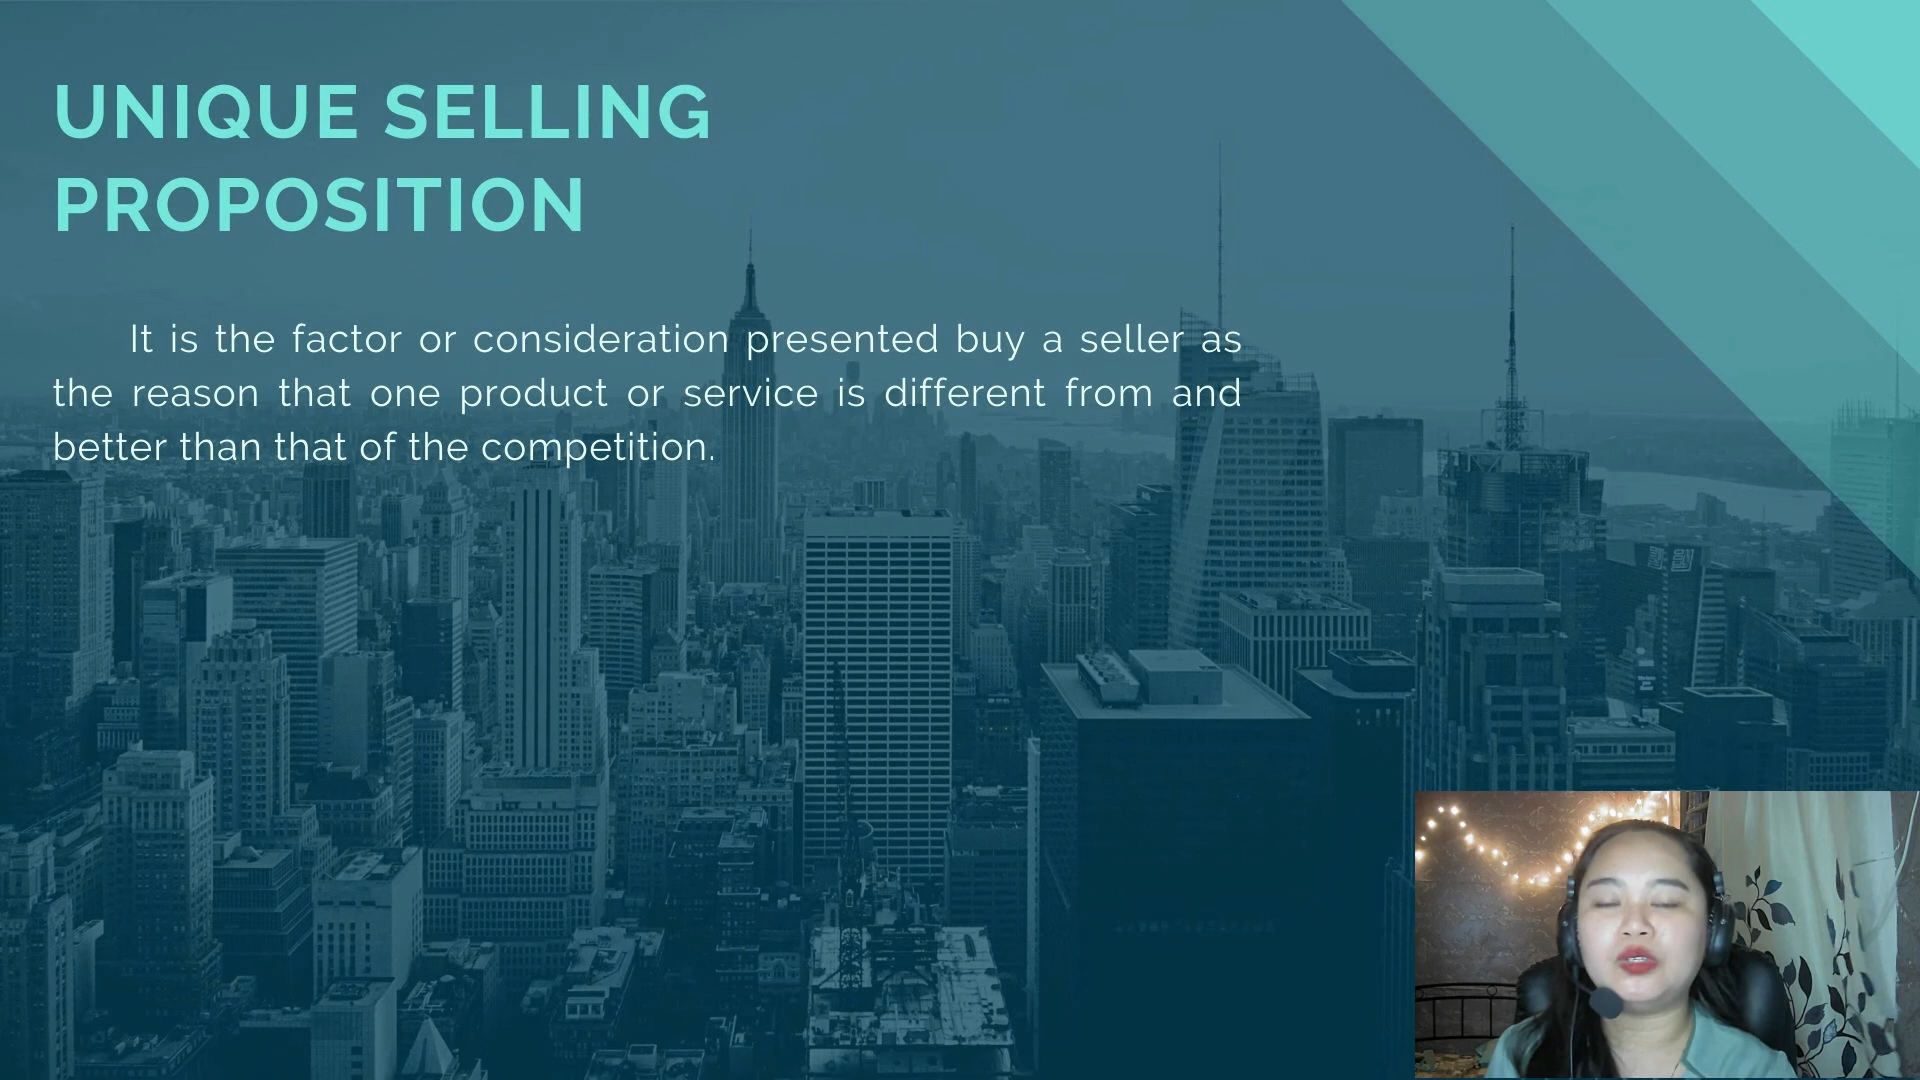 UNIQUE SELLING
PROPOSITION
It is the factor or consideration presented buy a seller as
the reason that one product or service is different from and
better than that of the competition.